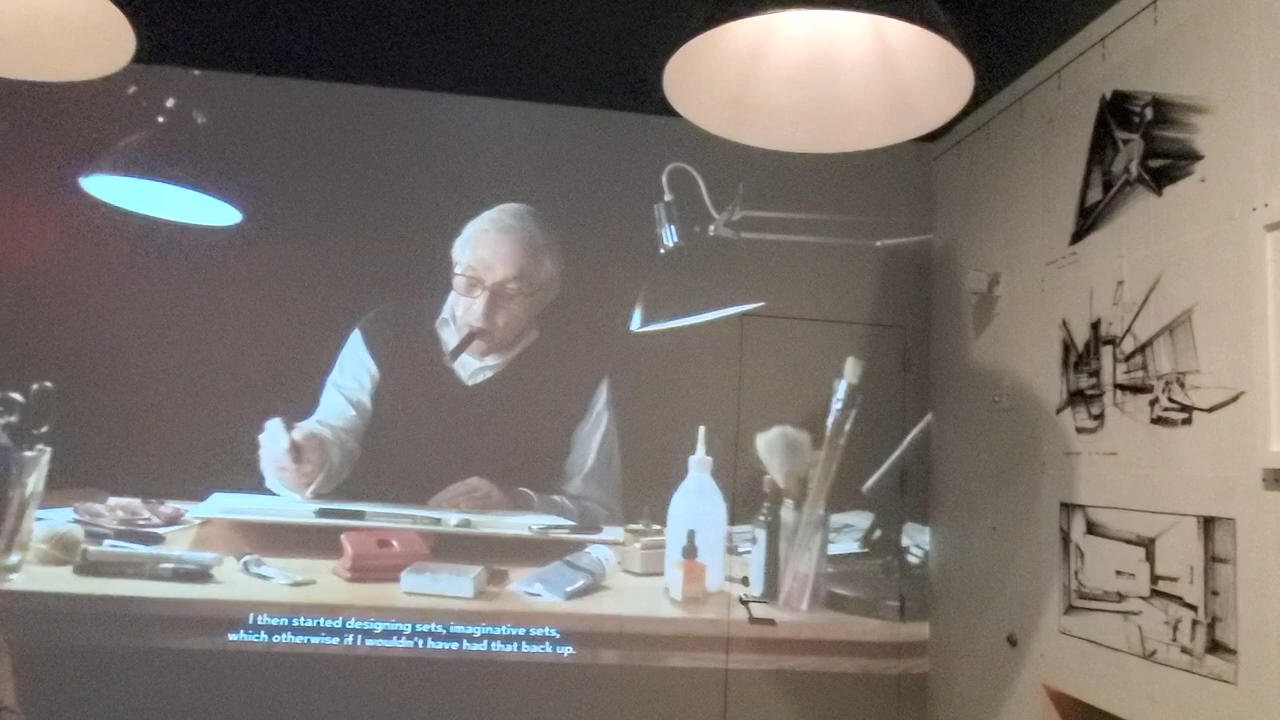 I then started designing sets, imaginative sets,
which otherwise if I wouldn't have had that back up.